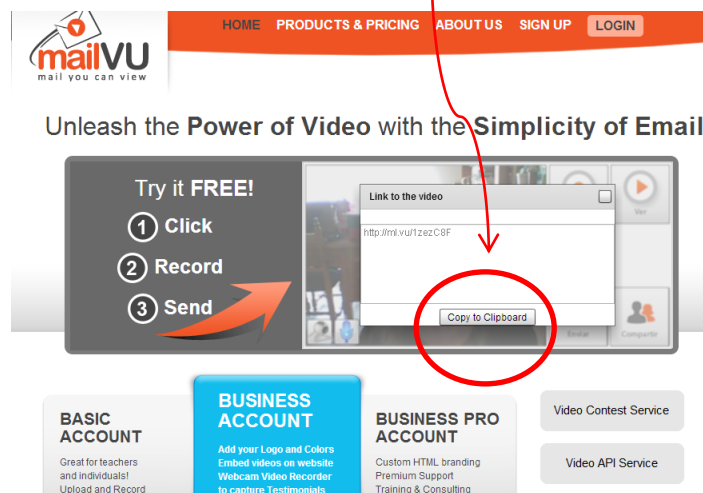 HOME PRODUCTS & PRICING ABOUT US SIGN UP LOGIN
mailVU
mail you can view
Unleash the Power of Video with the Simplicity of Email
Try it FREE!
1 Click
2 Record
3 Send
Link to the video
http://ml.vu/1zezC8F
Copy to Clipboard
Ver
Enviar
Compartir
BASIC
ACCOUNT
Great for teachers
and individuals!
Upload and Record
BUSINESS
ACCOUNT
Add your Logo and Colors
Embed videos on website
Webcam Video Recorder
to capture Testimonials
BUSINESS PRO
ACCOUNT
Custom HTML branding
Premium Support
Training & Consulting
Video Contest Service
Video API Service